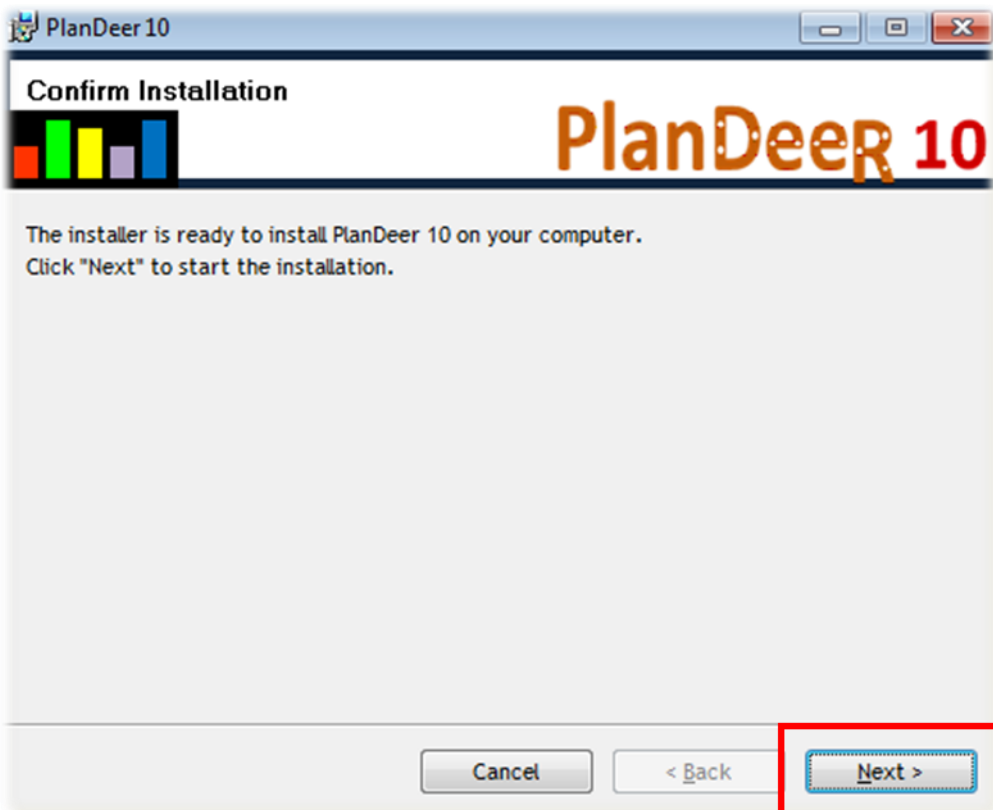 PlanDeer 10
Confirm Installation
PlanDeeR 10
The installer is ready to install PlanDeer 10 on your computer.
Click "Next" to start the installation.
Cancel
< Back
Next >